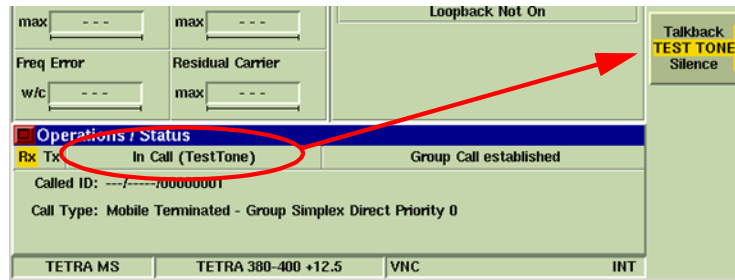 Loopback Not On
max - - -
max - - -
Talkback
TEST TONE
Silence
Freq Error
Residual Carrier
w/c - - -
max - - -
Operations / Status
Rx Tx In Call (TestTone) Group Call established
Called ID: ---/-----/00000001
Call Type: Mobile Terminated - Group Simplex Direct Priority 0
TETRA MS TETRA 380-400 +12.5 VNC INT